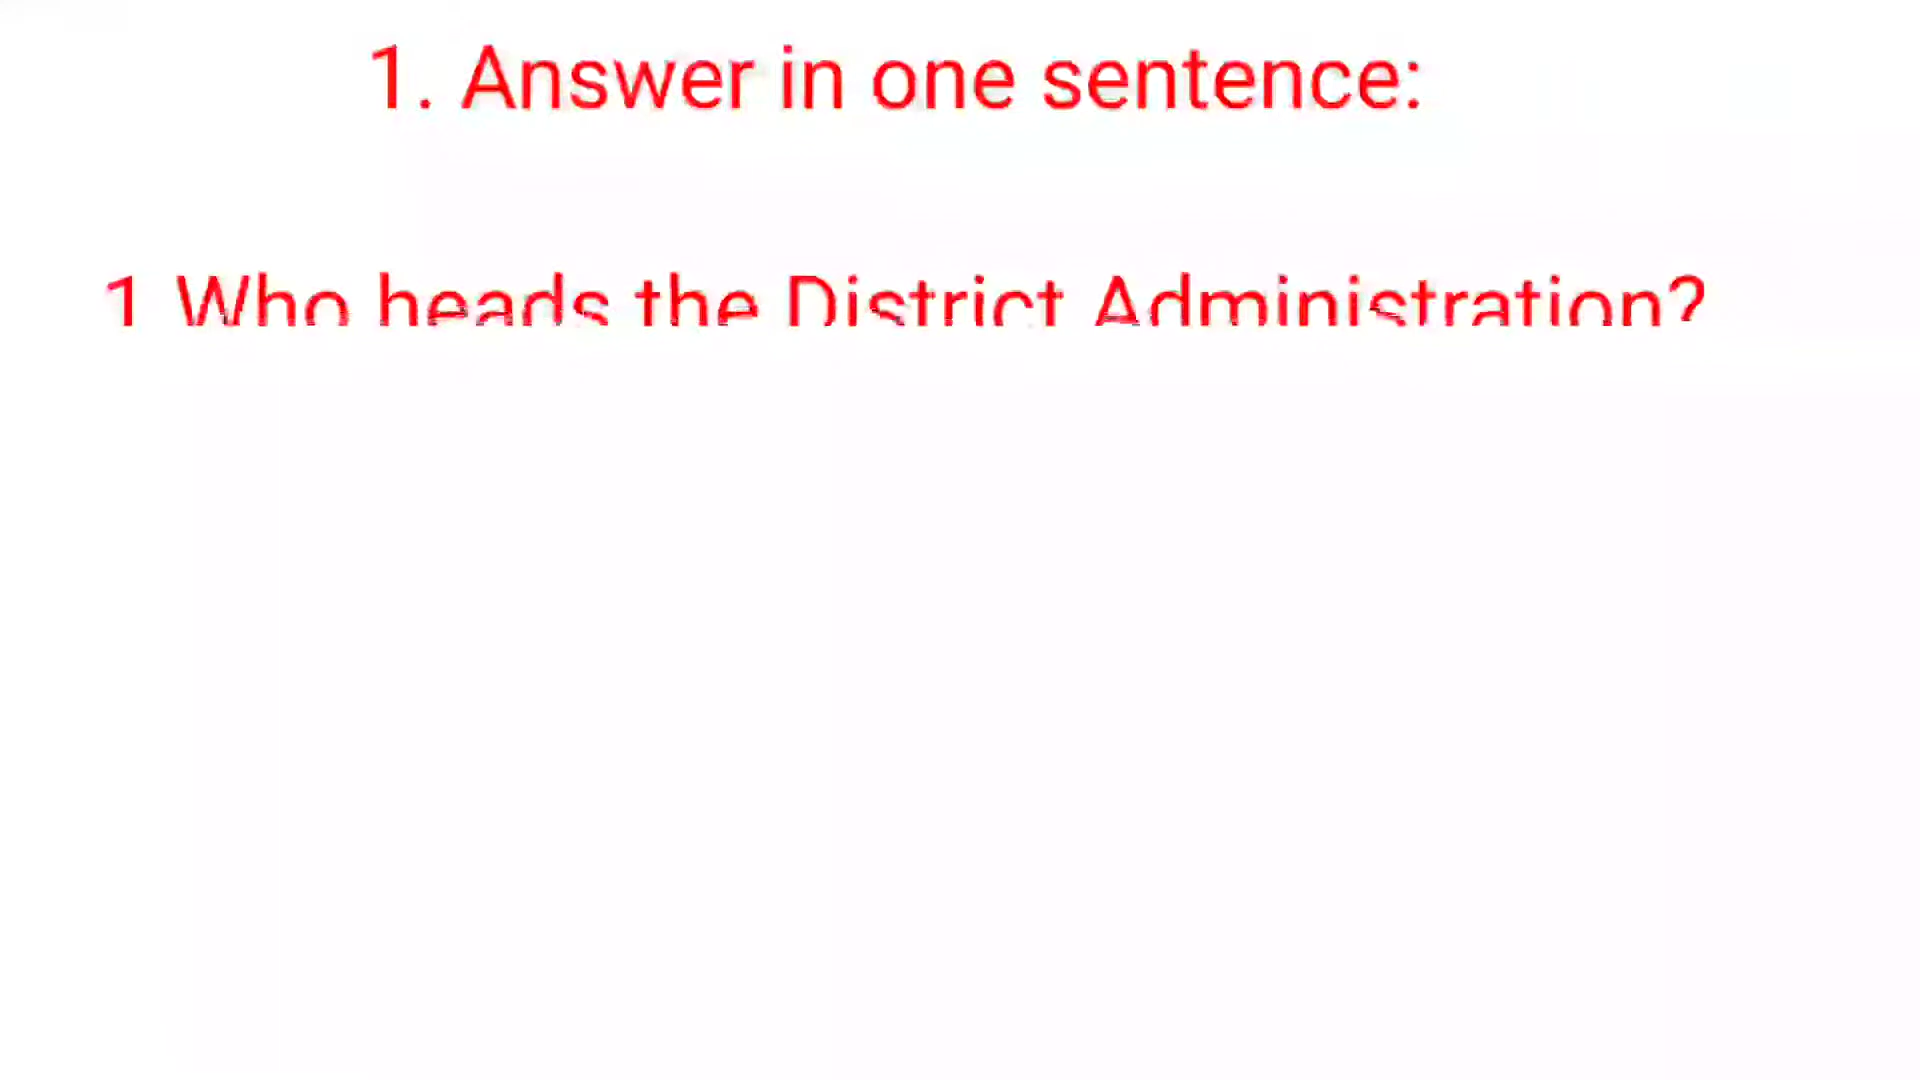 1. Answer in one sentence:
1 Who heads the District Administration?